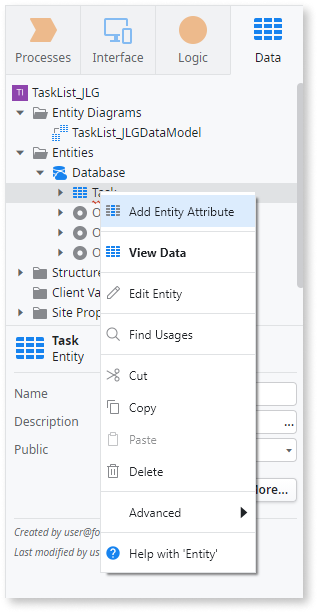 Processes
Interface
Logic
Data
TI TaskList_JLG
Entity Diagrams
TaskList_JLGDataModel
Entities
Database
Task
Add Entity Attribute
View Data
Edit Entity
Find Usages
Cut
Copy
Paste
Delete
Advanced
Help with 'Entity'
O
O
O
Structure
Client Va
Site Prop
Task
Entity
Name
Description
...
Public
ore...
Created by user@fo
Last modified by us